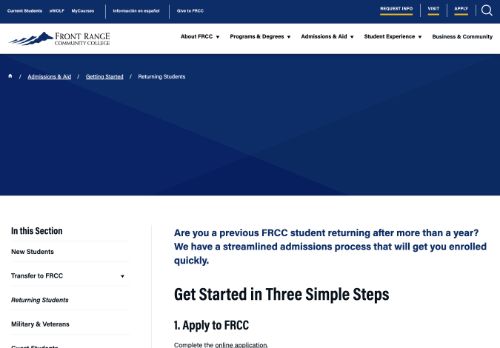 Current Students eWOLF MyCourses Información en español Give to FRCC REQUEST INFO VISIT APPLY
FRONT RANGE
COMMUNITY COLLEGE
About FRCC Programs & Degrees Admissions & Aid Student Experience Business & Community
/ Admissions & Aid / Getting Started / Returning Students
In this Section
New Students
Transfer to FRCC
Returning Students
Military & Veterans
Guest Students
Are you a previous FRCC student returning after more than a year?
We have a streamlined admissions process that will get you enrolled
quickly.
Get Started in Three Simple Steps
1. Apply to FRCC
Complete the online application.